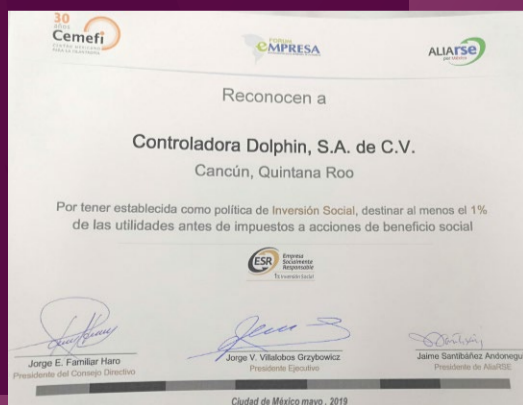 30
años
Cemefi
CENTRO MEXICANO
PARA LA FILANTROPÍA
EMPRESA
ALIARSE
por México
Reconocen a
Controladora Dolphin, S.A. de C.V.
Cancún, Quintana Roo
Por tener establecida como política de Inversión Social, destinar al menos el 1%
de las utilidades antes de impuestos a acciones de beneficio social
ESR
Empresa
Socialmente
Responsable
Jorge E. Familiar Haro
Presidente del Consejo Directivo
Jorge V. Villalobos Grzybowicz
Presidente Ejecutivo
Jaime Santibáñez Andonegu
Presidente de AliaRSE
Ciudad de México mayo, 2019